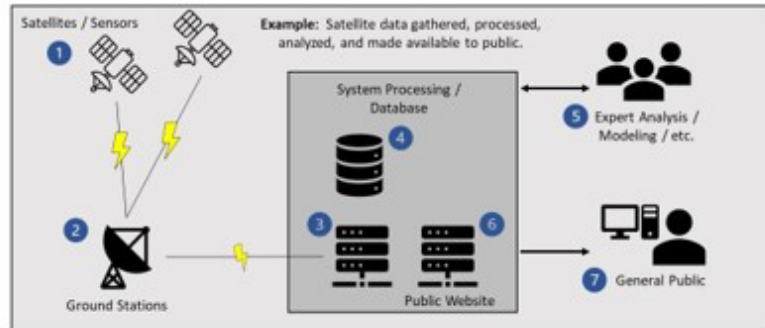 Satellites / Sensors
Example: Satellite data gathered, processed,
analyzed, and made available to public.
1
System Processing /
Database
4
5
Expert Analysis /
Modeling / etc.
2
3
6
Ground Stations
Public Website
7
General Public